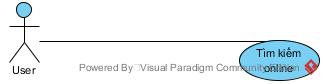 Tìm kiếm
online
Powered By Visual Paradigm Community Edition
User